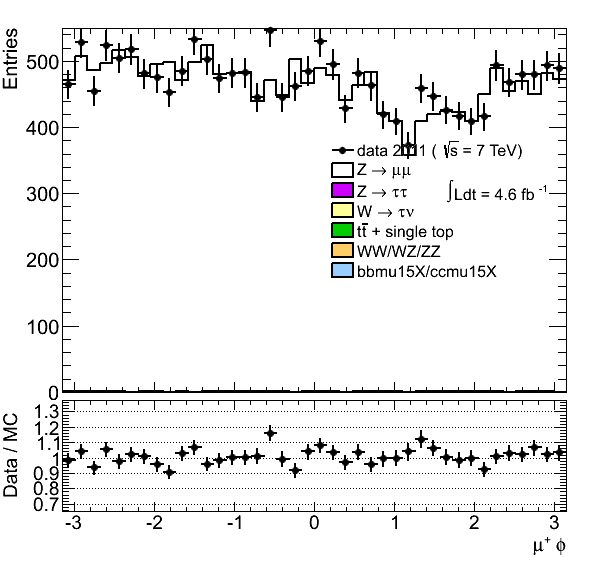 Entries
500
400
300
200
100
0
data 2011 ( √s = 7 TeV)
Z → μμ
Z → ττ
∫Ldt = 4.6 fb⁻¹
W → τν
tt̄ + single top
WW/WZ/ZZ
bbmu15X/ccmu15X
Data / MC
1.3
1.2
1.1
1
0.9
0.8
0.7
-3 -2 -1 0 1 2 3
μ⁺ ϕ